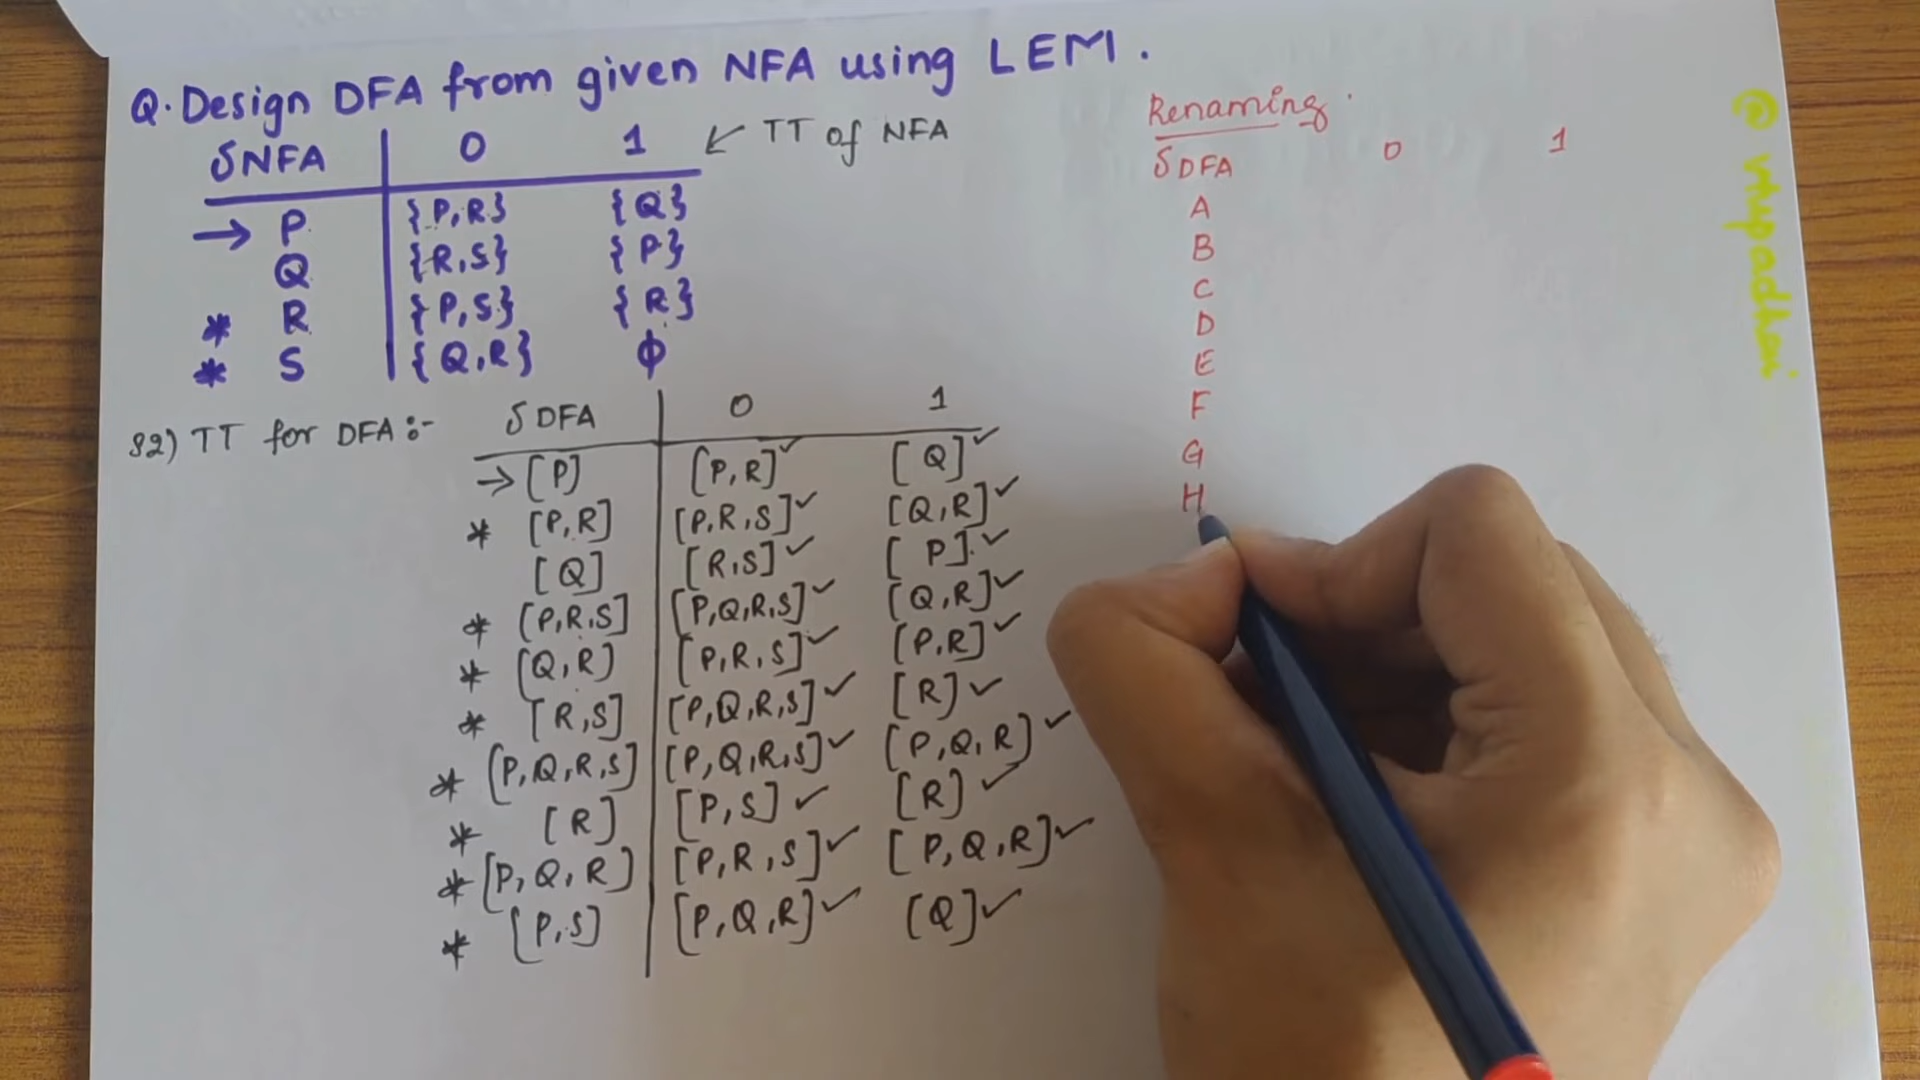 Q. Design DFA from given NFA using LEM.
δNFA 0 1 ↙ TT of NFA
→ P {P,R} {Q}
Q {R,S} {P}
* R {P,S} {R}
* S {Q,R} ϕ
S2) TT for DFA :-
δDFA 0 1
→ [P] [P,R]✓ [Q]✓
* [P,R] [P,R,S]✓ [Q,R]✓
[Q] [R,S]✓ [P].✓
* [P,R,S] [P,Q,R,S]✓ [Q,R]✓
* [Q,R] [P,R,S]✓ [P,R]✓
* [R,S] [P,Q,R,S]✓ [R]✓
* [P,Q,R,S] [P,Q,R,S]✓ [P,Q,R]✓
* [R] [P,S]✓ [R]✓
* [P,Q,R] [P,R,S]✓ [P,Q,R]✓
* [P,S] [P,Q,R]✓ [Q]✓
Renaming.
δDFA 0 1
A
B
C
D
E
F
G
H